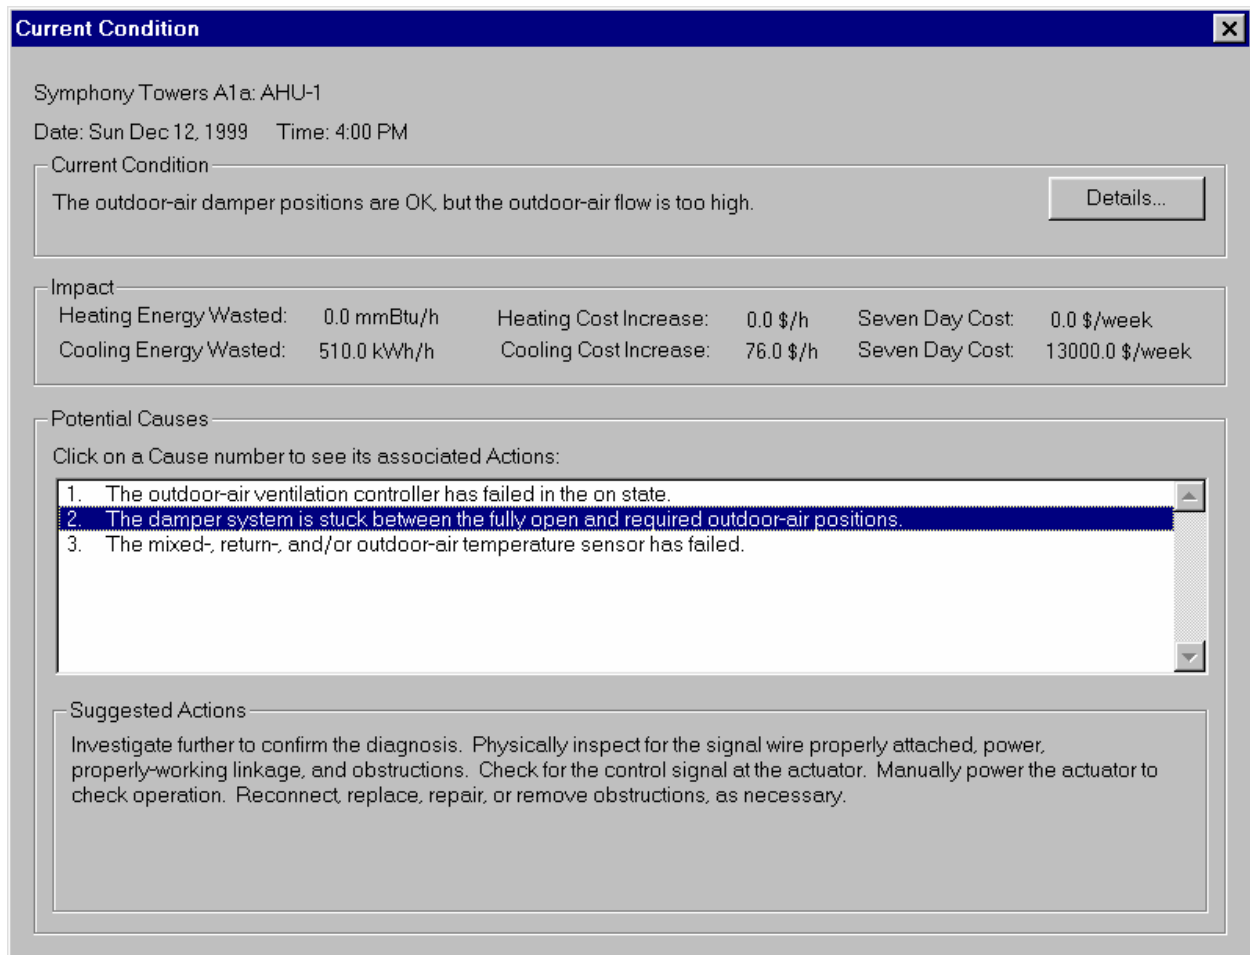 Current Condition
Symphony Towers A1a: AHU-1
Date: Sun Dec 12, 1999 Time: 4:00 PM
Current Condition
The outdoor-air damper positions are OK, but the outdoor-air flow is too high.
Details...
Impact
Heating Energy Wasted: 0.0 mmBtu/h Heating Cost Increase: 0.0 $/h Seven Day Cost: 0.0 $/week
Cooling Energy Wasted: 510.0 kWh/h Cooling Cost Increase: 76.0 $/h Seven Day Cost: 13000.0 $/week
Potential Causes
Click on a Cause number to see its associated Actions:
1. The outdoor-air ventilation controller has failed in the on state.
2. The damper system is stuck between the fully open and required outdoor-air positions.
3. The mixed-, return-, and/or outdoor-air temperature sensor has failed.
Suggested Actions
Investigate further to confirm the diagnosis. Physically inspect for the signal wire properly attached, power,
properly-working linkage, and obstructions. Check for the control signal at the actuator. Manually power the actuator to
check operation. Reconnect, replace, repair, or remove obstructions, as necessary.